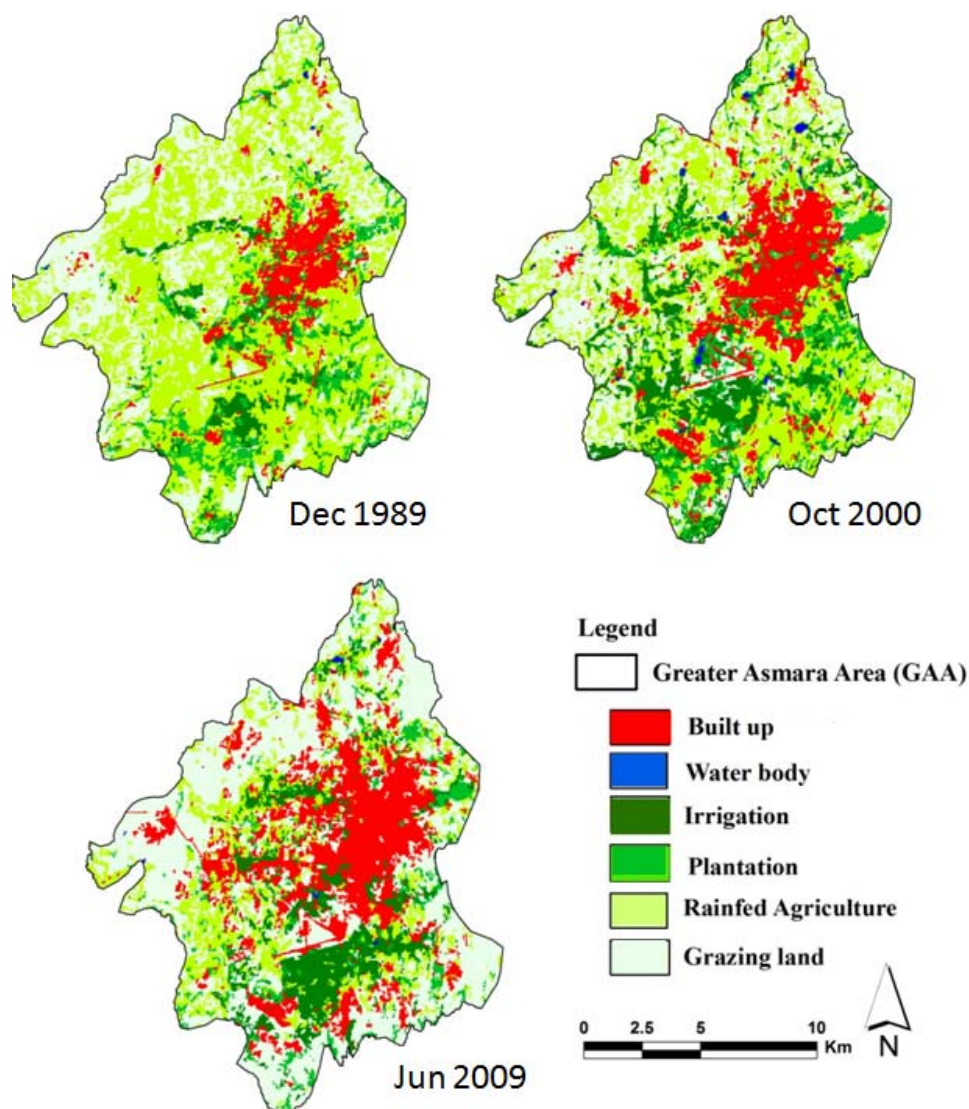 Dec 1989
Oct 2000
Jun 2009
Legend
Greater Asmara Area (GAA)
Built up
Water body
Irrigation
Plantation
Rainfed Agriculture
Grazing land
0 2.5 5 10
Km
N